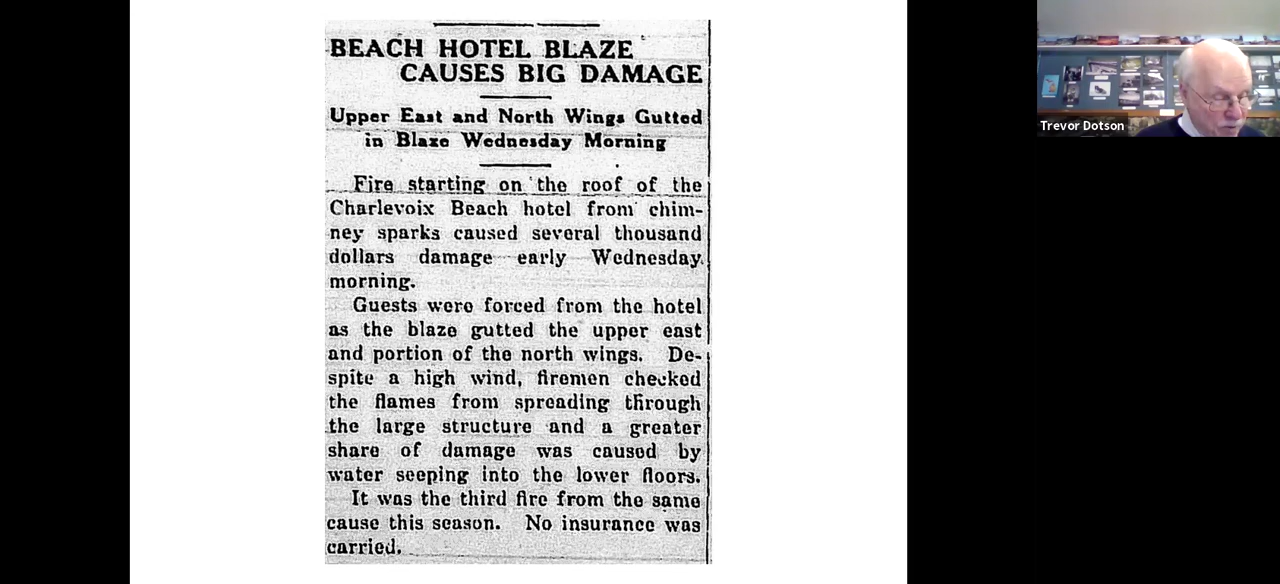 BEACH HOTEL BLAZE
CAUSES BIG DAMAGE
Upper East and North Wings Gutted
in Blaze Wednesday Morning
Fire starting on the roof of the
Charlevoix Beach hotel from chim-
ney sparks caused several thousand
dollars damage early Wednesday
morning.
Guests were forced from the hotel
as the blaze gutted the upper east
and portion of the north wings. De-
spite a high wind, firemen checked
the flames from spreading through
the large structure and a greater
share of damage was caused by
water seeping into the lower floors.
It was the third fire from the same
cause this season. No insurance was
carried.
Trevor Dotson